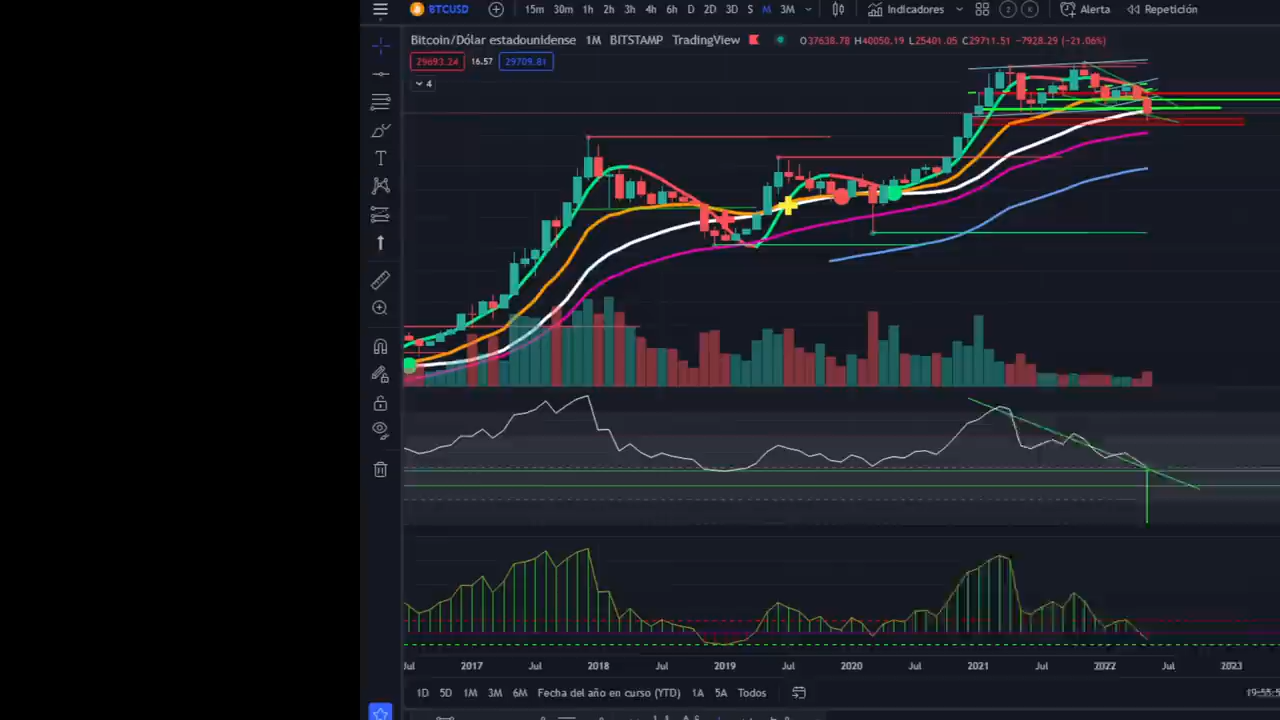 BTCUSD 15m 30m 1h 2h 3h 4h 6h D 2D 3D S M 3M Indicadores Alerta Repetición
Bitcoin/Dólar estadounidense 1M BITSTAMP TradingView O37638.78 H40050.19 L25401.05 C29711.51 −7928.29 (−21.06%)
29693.24 16.57 29709.81
4
Jul 2017 Jul 2018 Jul 2019 Jul 2020 Jul 2021 Jul 2022 Jul 2023
1D 5D 1M 3M 6M Fecha del año en curso (YTD) 1A 5A Todos 19:55:5